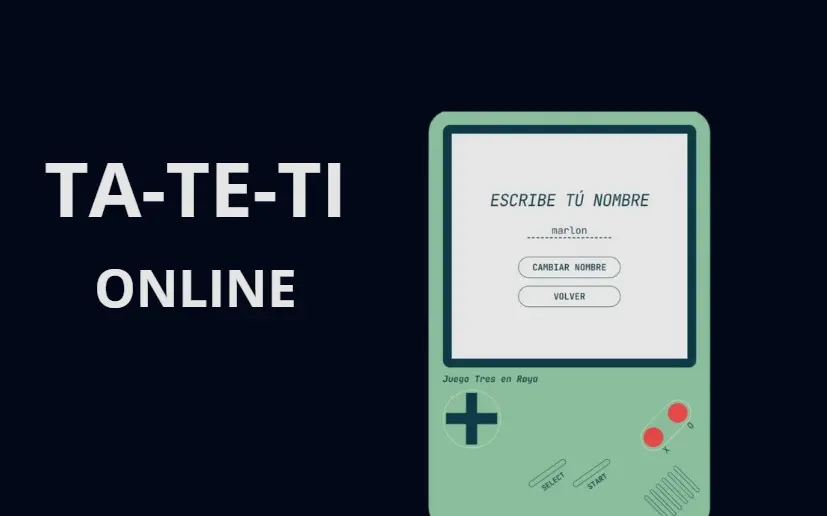 TA-TE-TI
ONLINE
ESCRIBE TÚ NOMBRE
marlon
CAMBIAR NOMBRE
VOLVER
Juego Tres en Raya
SELECT
START
X
O